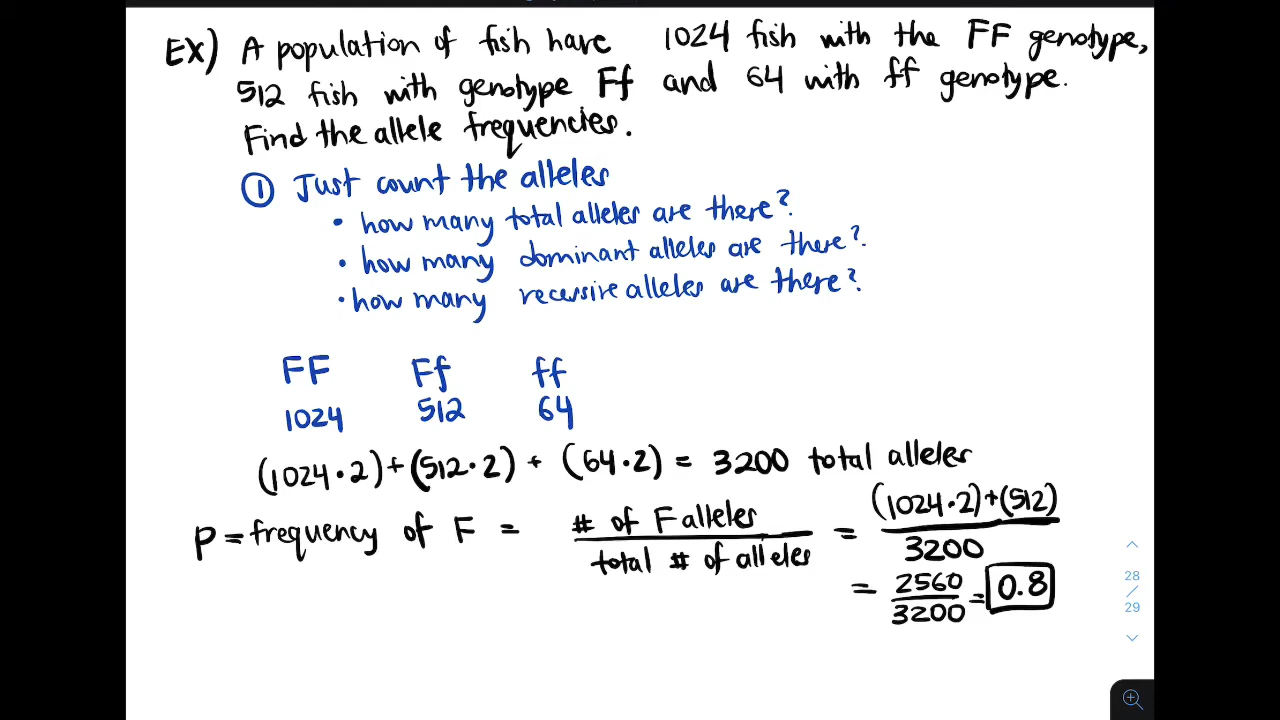 EX) A population of fish have 1024 fish with the FF genotype,
512 fish with genotype Ff and 64 with ff genotype.
Find the allele frequencies.
① Just count the alleles
• how many total alleles are there?
• how many dominant alleles are there?
• how many recessive alleles are there?
FF Ff ff
1024 512 64
(1024·2)+(512·2)+(64·2) = 3200 total alleles
p = frequency of F = # of F alleles / total # of alleles = (1024·2)+(512) / 3200
= 2560 / 3200 = 0.8
28
/
29